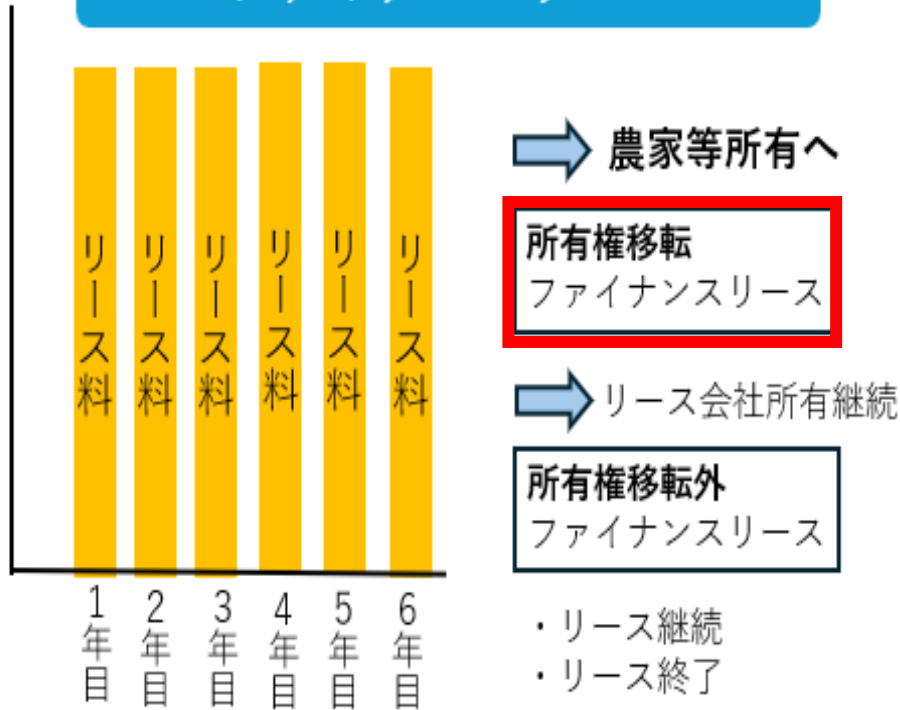 リース料
リース料
リース料
リース料
リース料
リース料
1年目
2年目
3年目
4年目
5年目
6年目
農家等所有へ
所有権移転
ファイナンスリース
リース会社所有継続
所有権移転外
ファイナンスリース
・リース継続
・リース終了